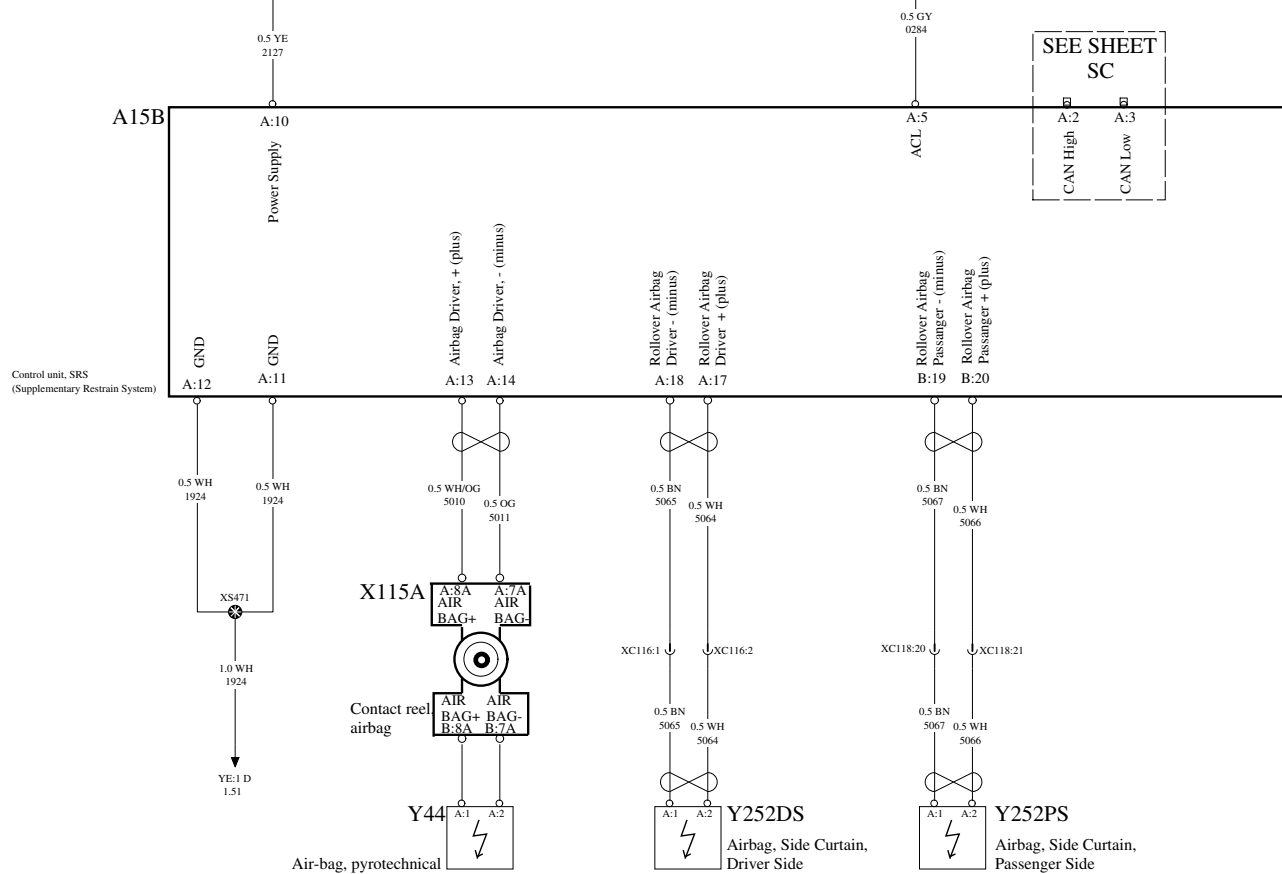 0.5 YE
2127
0.5 GY
0284
SEE SHEET
SC
A15B
A:10
A:5
A:2
A:3
Power Supply
ACL
CAN High
CAN Low
GND
GND
Airbag Driver, + (plus)
Airbag Driver, - (minus)
Rollover Airbag
Driver - (minus)
Rollover Airbag
Driver + (plus)
Rollover Airbag
Passanger - (minus)
Rollover Airbag
Passanger + (plus)
Control unit, SRS
(Supplementary Restrain System)
A:12
A:11
A:13
A:14
A:18
A:17
B:19
B:20
0.5 WH
1924
0.5 WH
1924
0.5 WH/OG
5010
0.5 OG
5011
0.5 BN
5065
0.5 WH
5064
0.5 BN
5067
0.5 WH
5066
XS471
X115A
A:8A
AIR
BAG+
A:7A
AIR
BAG-
XC116:1
XC116:2
XC118:20
XC118:21
1.0 WH
1924
Contact reel,
airbag
AIR
BAG+
B:8A
AIR
BAG-
B:7A
0.5 BN
5065
0.5 WH
5064
0.5 BN
5067
0.5 WH
5066
YE:1 D
1.51
Y44
A:1
A:2
Air-bag, pyrotechnical
A:1
A:2
Y252DS
Airbag, Side Curtain,
Driver Side
A:1
A:2
Y252PS
Airbag, Side Curtain,
Passenger Side